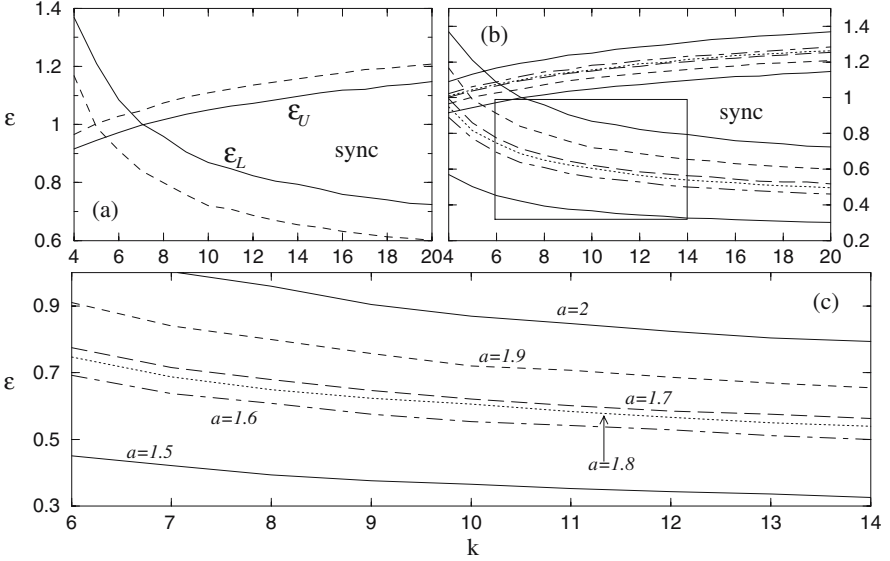 1.4
1.2
ε
1
0.8
0.6
(a)
ε_L
ε_U
sync
4 6 8 10 12 14 16 18 20
(b)
sync
1.4
1.2
1
0.8
0.6
0.4
0.2
4 6 8 10 12 14 16 18 20
(c)
0.9
ε
0.7
0.5
0.3
a=2
a=1.9
a=1.7
a=1.6
a=1.8
a=1.5
6 7 8 9 10 11 12 13 14
k